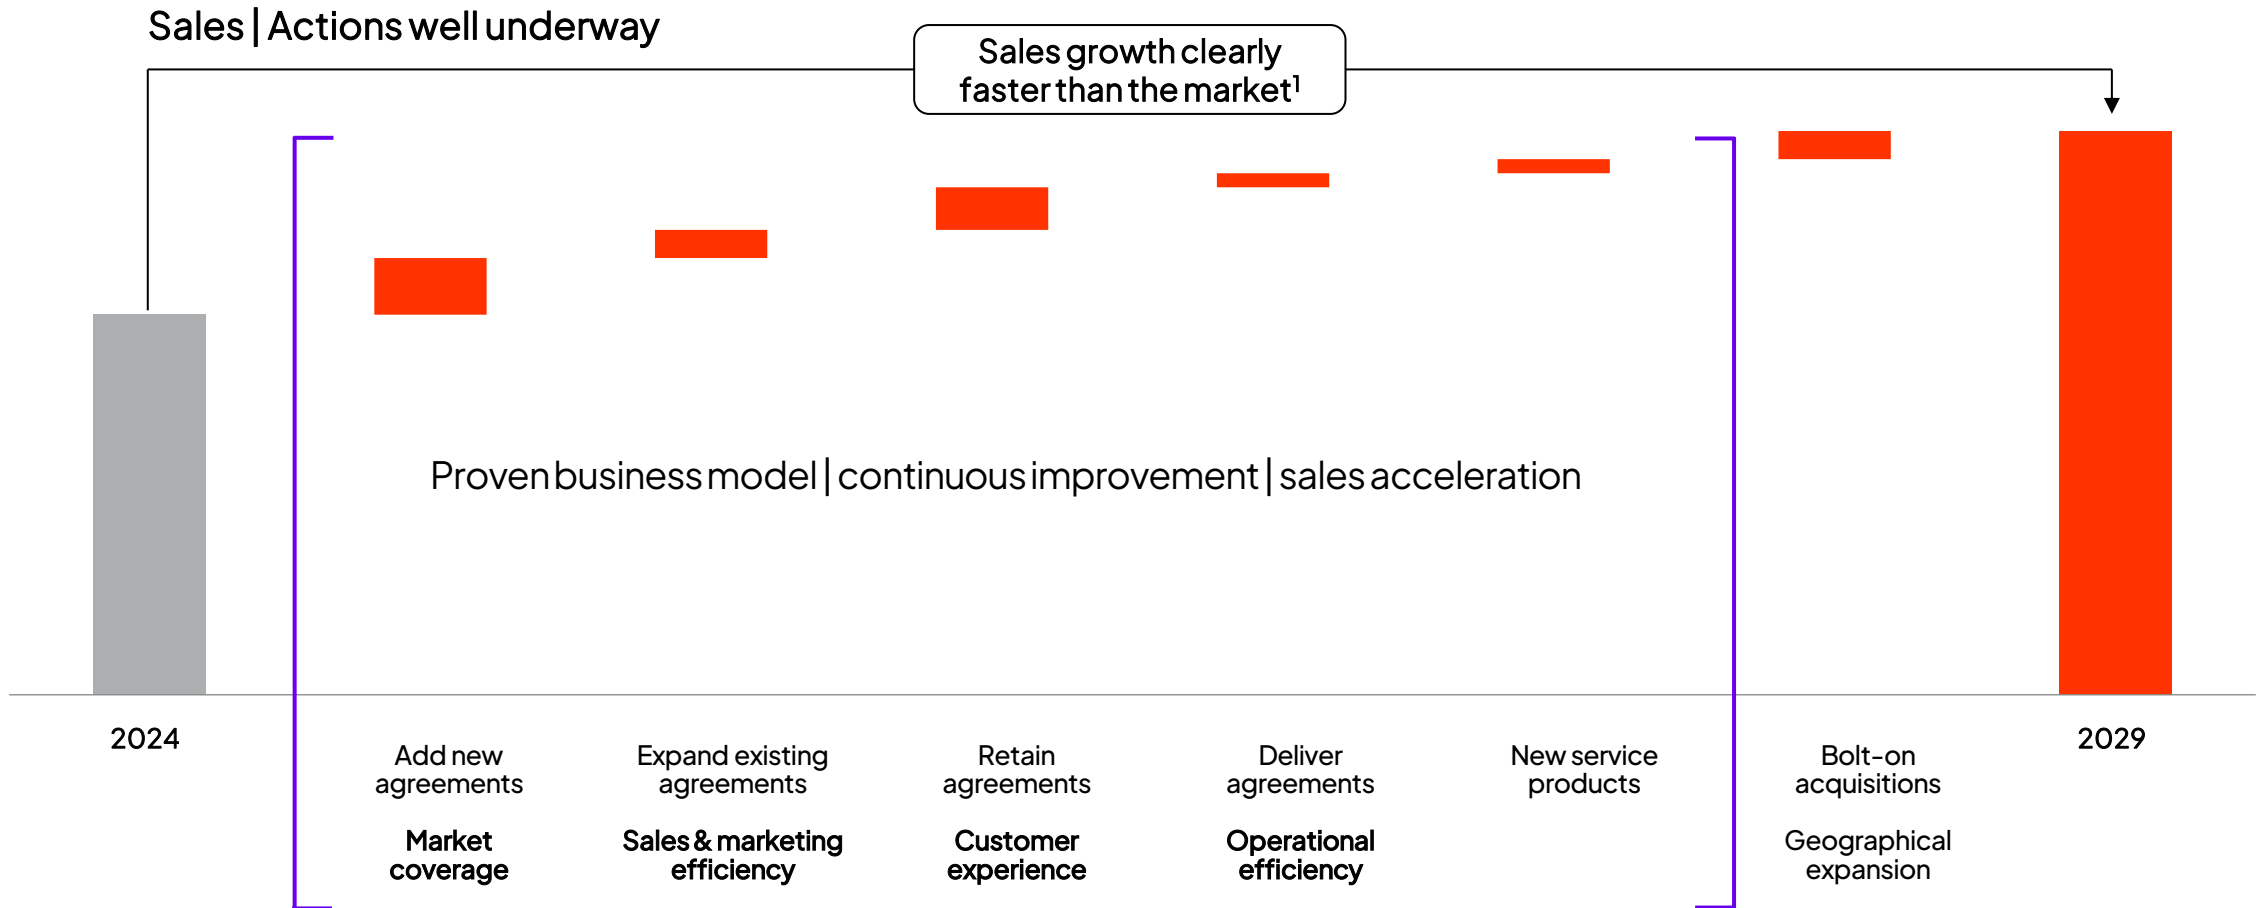 Sales | Actions well underway
Sales growth clearly
faster than the market¹
Proven business model | continuous improvement | sales acceleration
2024
Add new
agreements
Market
coverage
Expand existing
agreements
Sales & marketing
efficiency
Retain
agreements
Customer
experience
Deliver
agreements
Operational
efficiency
New service
products
Bolt-on
acquisitions
Geographical
expansion
2029